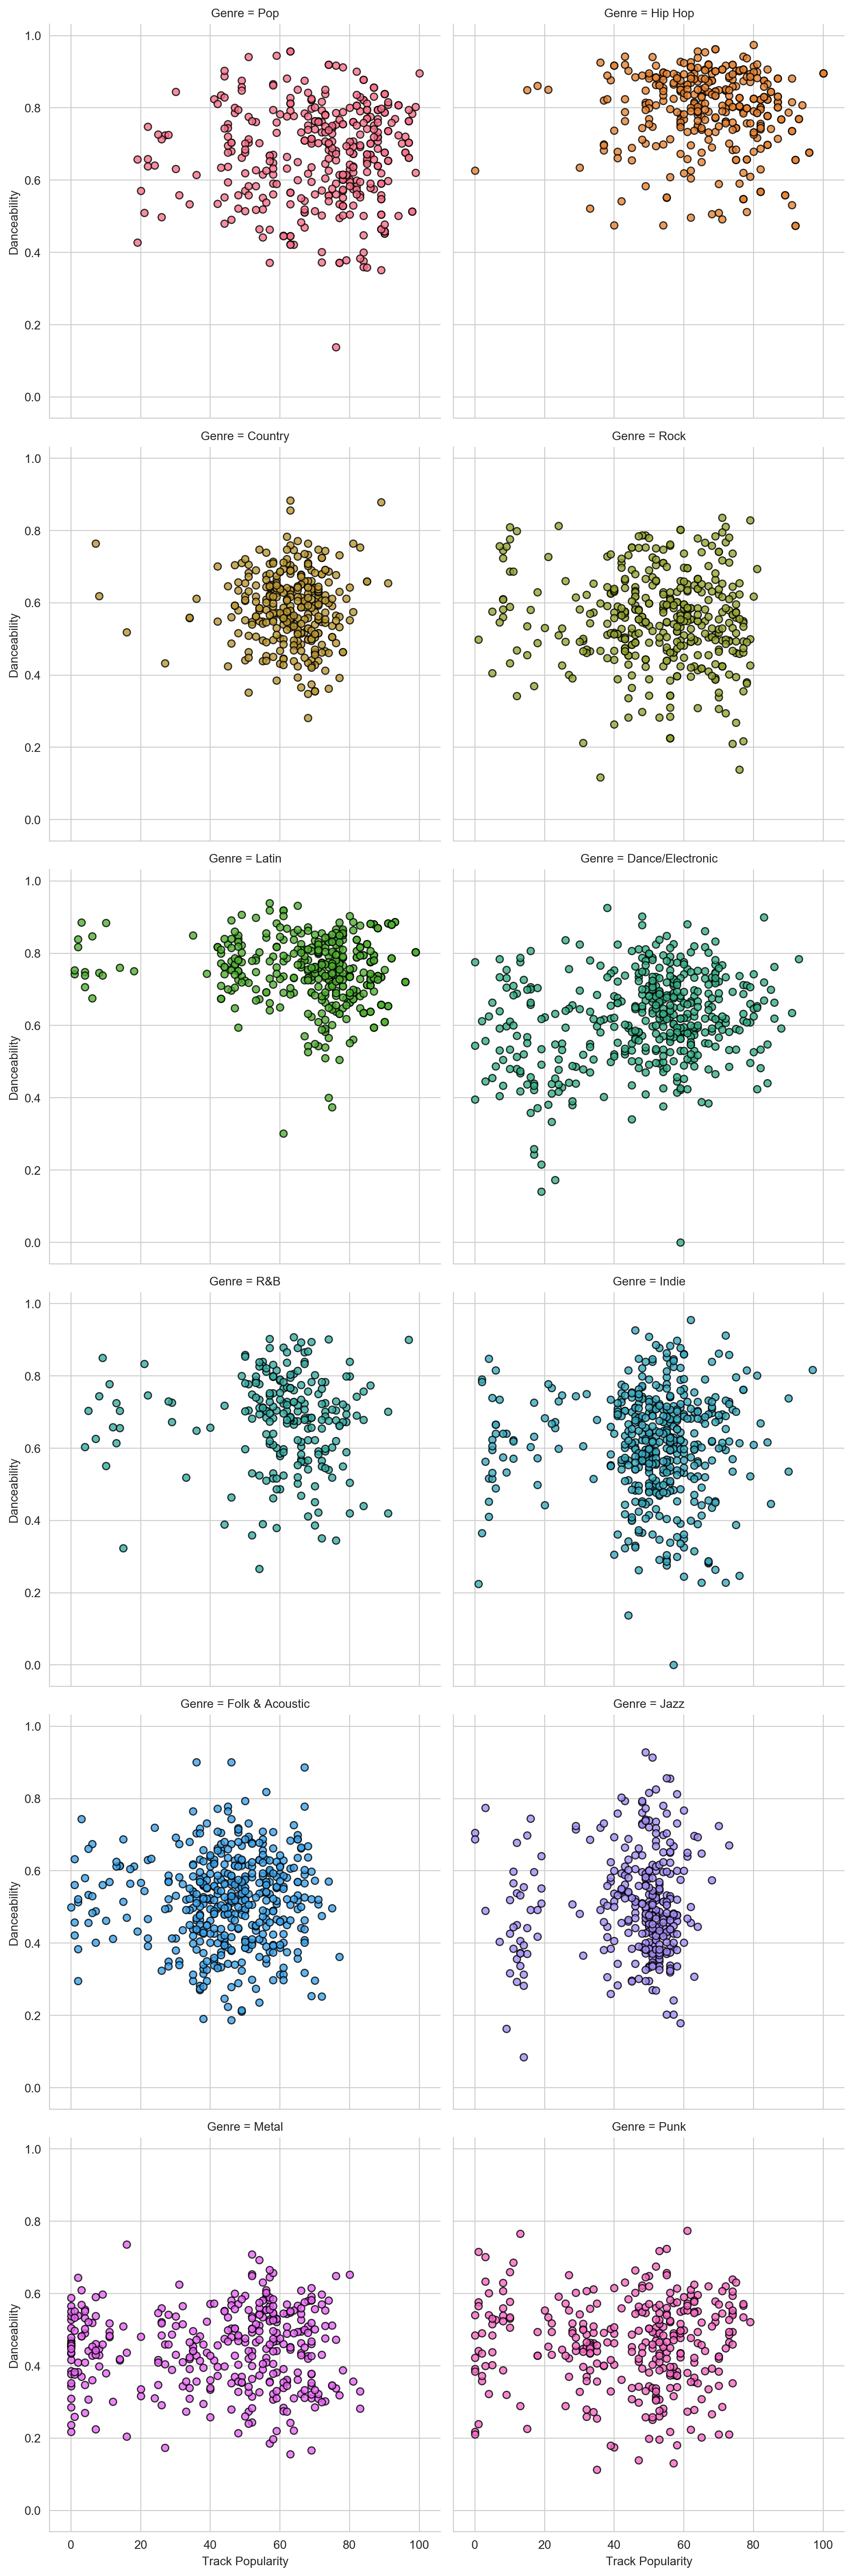 Genre = Pop
Genre = Hip Hop
1.0
0.8
0.6
0.4
0.2
0.0
Danceability
Genre = Country
Genre = Rock
1.0
0.8
0.6
0.4
0.2
0.0
Danceability
Genre = Latin
Genre = Dance/Electronic
1.0
0.8
0.6
0.4
0.2
0.0
Danceability
Genre = R&B
Genre = Indie
1.0
0.8
0.6
0.4
0.2
0.0
Danceability
Genre = Folk & Acoustic
Genre = Jazz
1.0
0.8
0.6
0.4
0.2
0.0
Danceability
Genre = Metal
Genre = Punk
1.0
0.8
0.6
0.4
0.2
0.0
Danceability
0 20 40 60 80 100
0 20 40 60 80 100
Track Popularity
Track Popularity